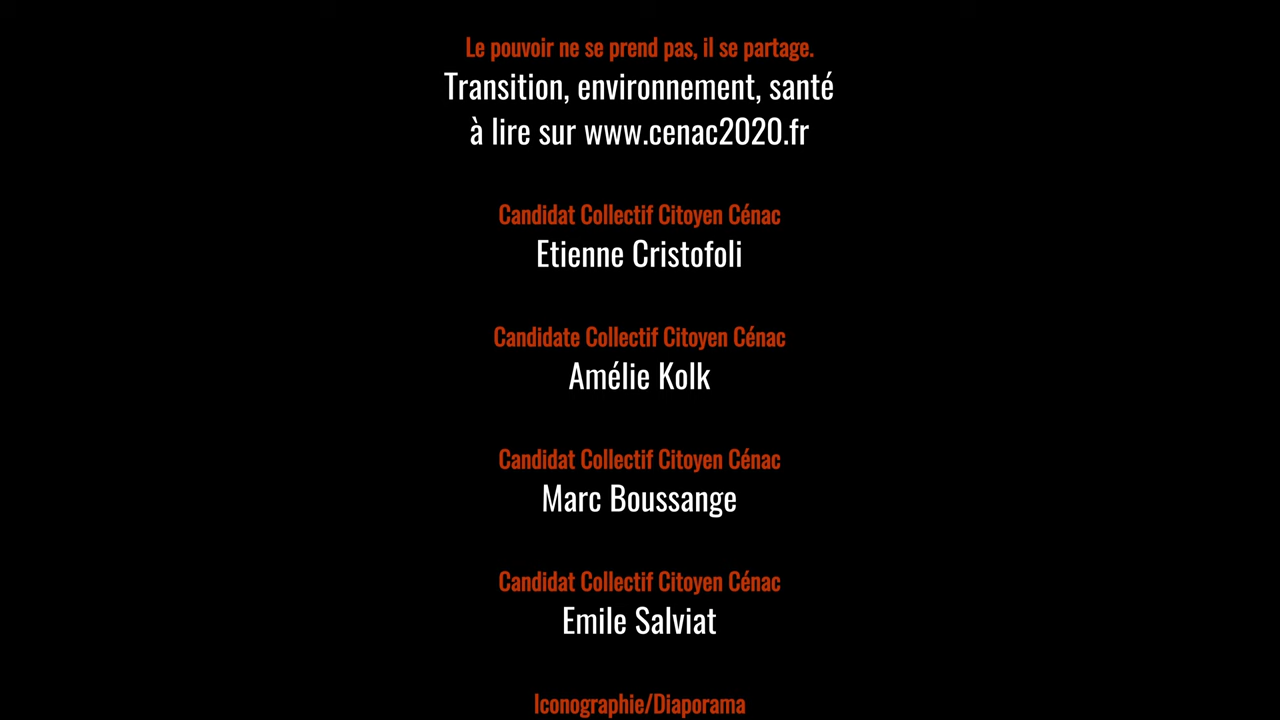 Le pouvoir ne se prend pas, il se partage.
Transition, environnement, santé
à lire sur www.cenac2020.fr
Candidat Collectif Citoyen Cénac
Etienne Cristofoli
Candidate Collectif Citoyen Cénac
Amélie Kolk
Candidat Collectif Citoyen Cénac
Marc Boussange
Candidat Collectif Citoyen Cénac
Emile Salviat
Iconographie/Diaporama